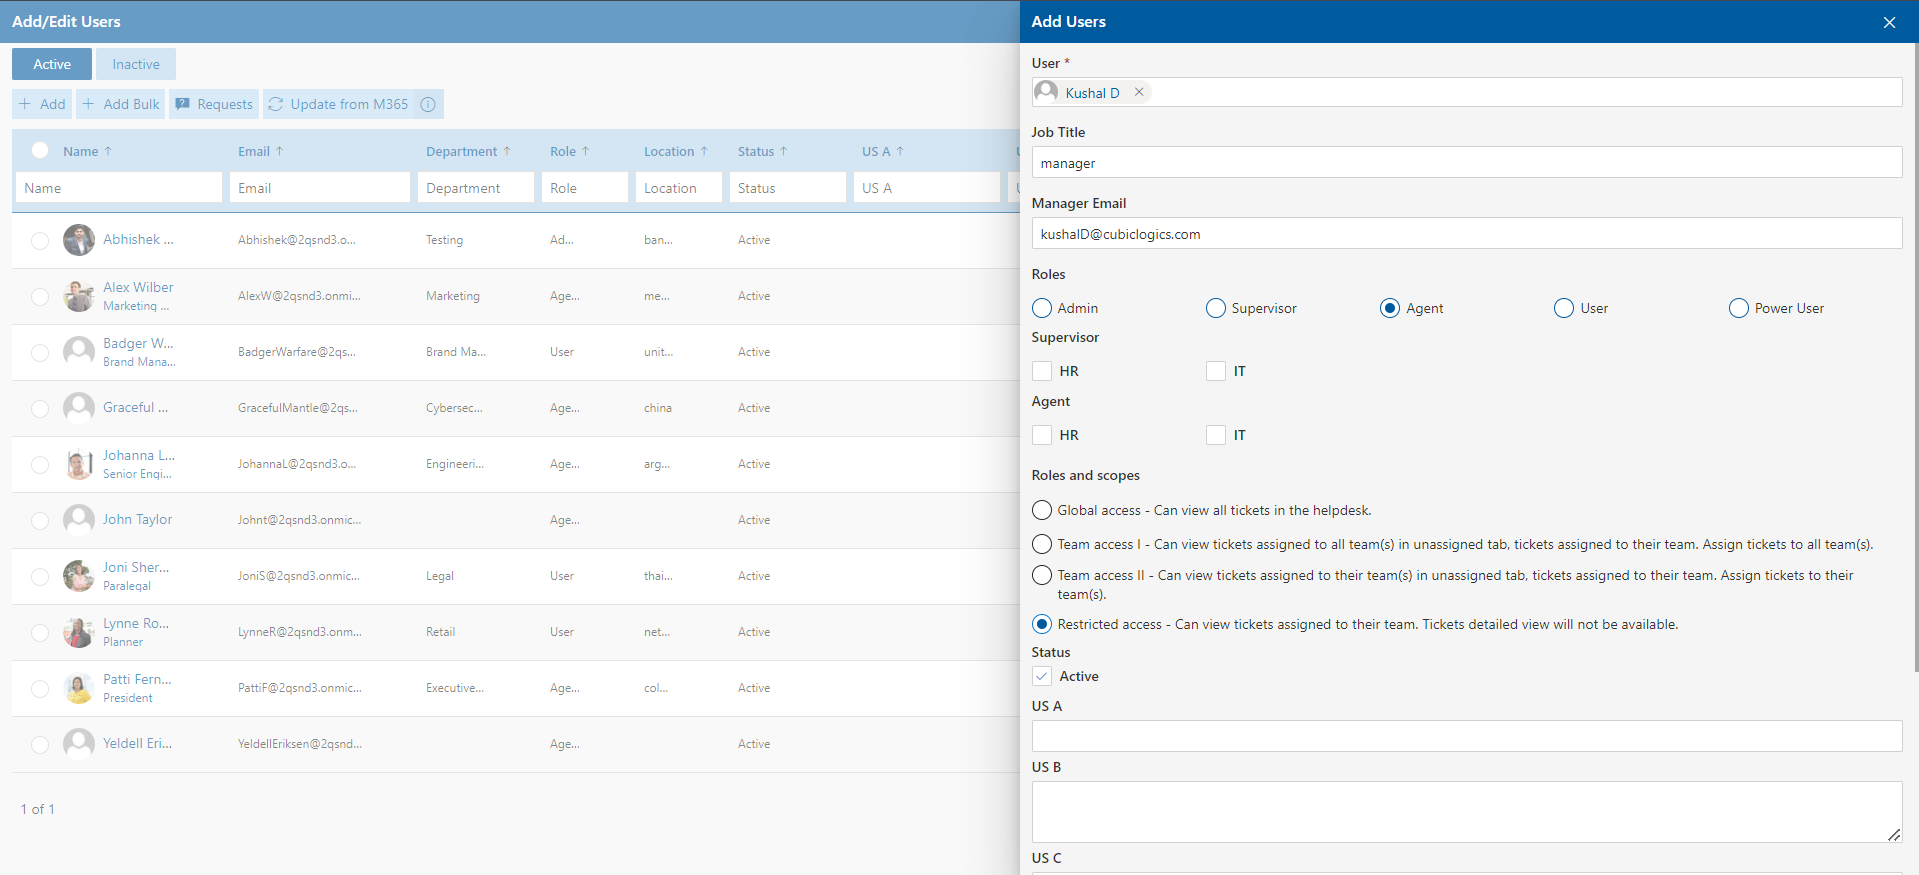 Add/Edit Users
Active
Inactive
Add
Add Bulk
Requests
Update from M365
Name
Email
Department
Role
Location
Status
US A
Name
Email
Department
Role
Location
Status
US A
Abhishek ...
Abhishek@2qsnd3.o...
Testing
Ad...
ban...
Active
Alex Wilber
Marketing ...
AlexW@2qsnd3.onmi...
Marketing
Age...
me...
Active
Badger W...
Brand Mana...
BadgerWarfare@2qs...
Brand Ma...
User
unit...
Active
Graceful ...
GracefulMantle@2qs...
Cybersec...
Age...
china
Active
Johanna L...
Senior Engi...
JohannaL@2qsnd3.o...
Engineeri...
Age...
arg...
Active
John Taylor
Johnt@2qsnd3.onmic...
Age...
Active
Joni Sher...
Paralegal
JoniS@2qsnd3.onmic...
Legal
User
thai...
Active
Lynne Ro...
Planner
LynneR@2qsnd3.onm...
Retail
User
net...
Active
Patti Fern...
President
PattiF@2qsnd3.onmic...
Executive...
Age...
col...
Active
Yeldell Eri...
YeldellEriksen@2qsnd...
Age...
Active
1 of 1
Add Users
User *
Kushal D
Job Title
manager
Manager Email
kushalD@cubiclogics.com
Roles
Admin
Supervisor
Agent
User
Power User
Supervisor
HR
IT
Agent
HR
IT
Roles and scopes
Global access - Can view all tickets in the helpdesk.
Team access I - Can view tickets assigned to all team(s) in unassigned tab, tickets assigned to their team. Assign tickets to all team(s).
Team access II - Can view tickets assigned to their team(s) in unassigned tab, tickets assigned to their team. Assign tickets to their
team(s).
Restricted access - Can view tickets assigned to their team. Tickets detailed view will not be available.
Status
Active
US A
US B
US C